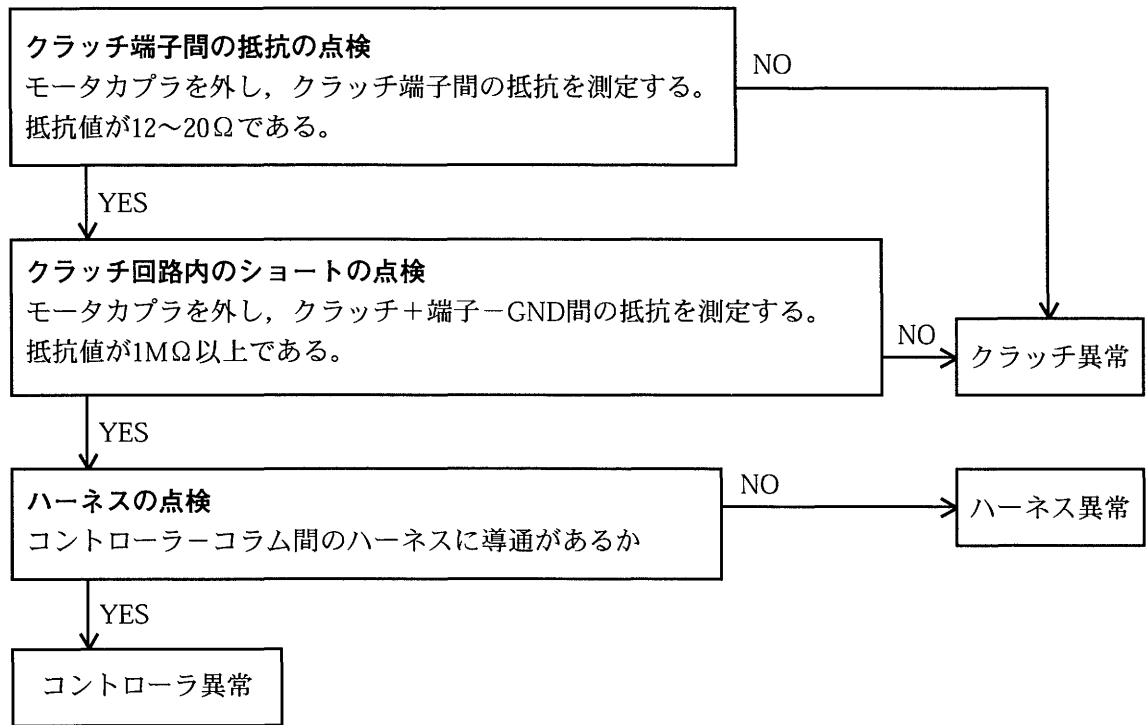 クラッチ端子間の抵抗の点検
モータカプラを外し，クラッチ端子間の抵抗を測定する。
抵抗値が12～20Ωである。
NO
YES
クラッチ回路内のショートの点検
モータカプラを外し，クラッチ＋端子－GND間の抵抗を測定する。
抵抗値が1MΩ以上である。
NO
クラッチ異常
YES
ハーネスの点検
コントローラ－コラム間のハーネスに導通があるか
NO
ハーネス異常
YES
コントローラ異常